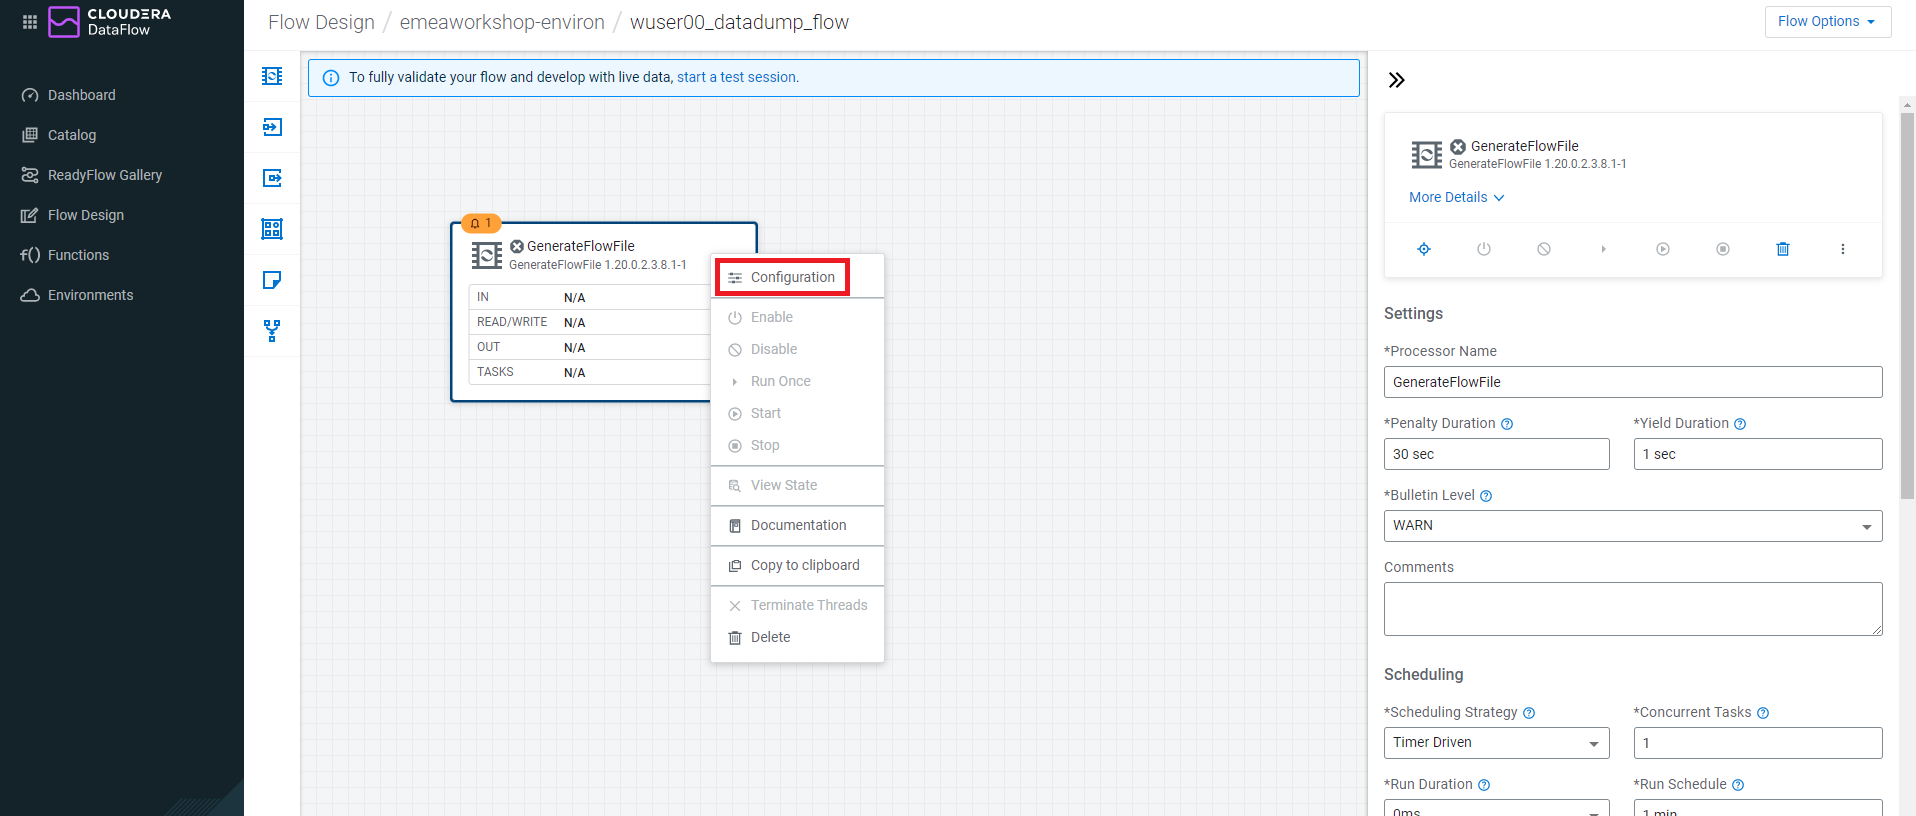 CLOUDERA
DataFlow
Dashboard
Catalog
ReadyFlow Gallery
Flow Design
Functions
Environments
Flow Design / emeaworkshop-environ / wuser00_datadump_flow
Flow Options
To fully validate your flow and develop with live data, start a test session.
1
GenerateFlowFile
GenerateFlowFile 1.20.0.2.3.8.1-1
IN N/A
READ/WRITE N/A
OUT N/A
TASKS N/A
Configuration
Enable
Disable
Run Once
Start
Stop
View State
Documentation
Copy to clipboard
Terminate Threads
Delete
GenerateFlowFile
GenerateFlowFile 1.20.0.2.3.8.1-1
More Details
Settings
*Processor Name
GenerateFlowFile
*Penalty Duration *Yield Duration
30 sec 1 sec
*Bulletin Level
WARN
Comments
Scheduling
*Scheduling Strategy *Concurrent Tasks
Timer Driven 1
*Run Duration *Run Schedule
0ms 1 min